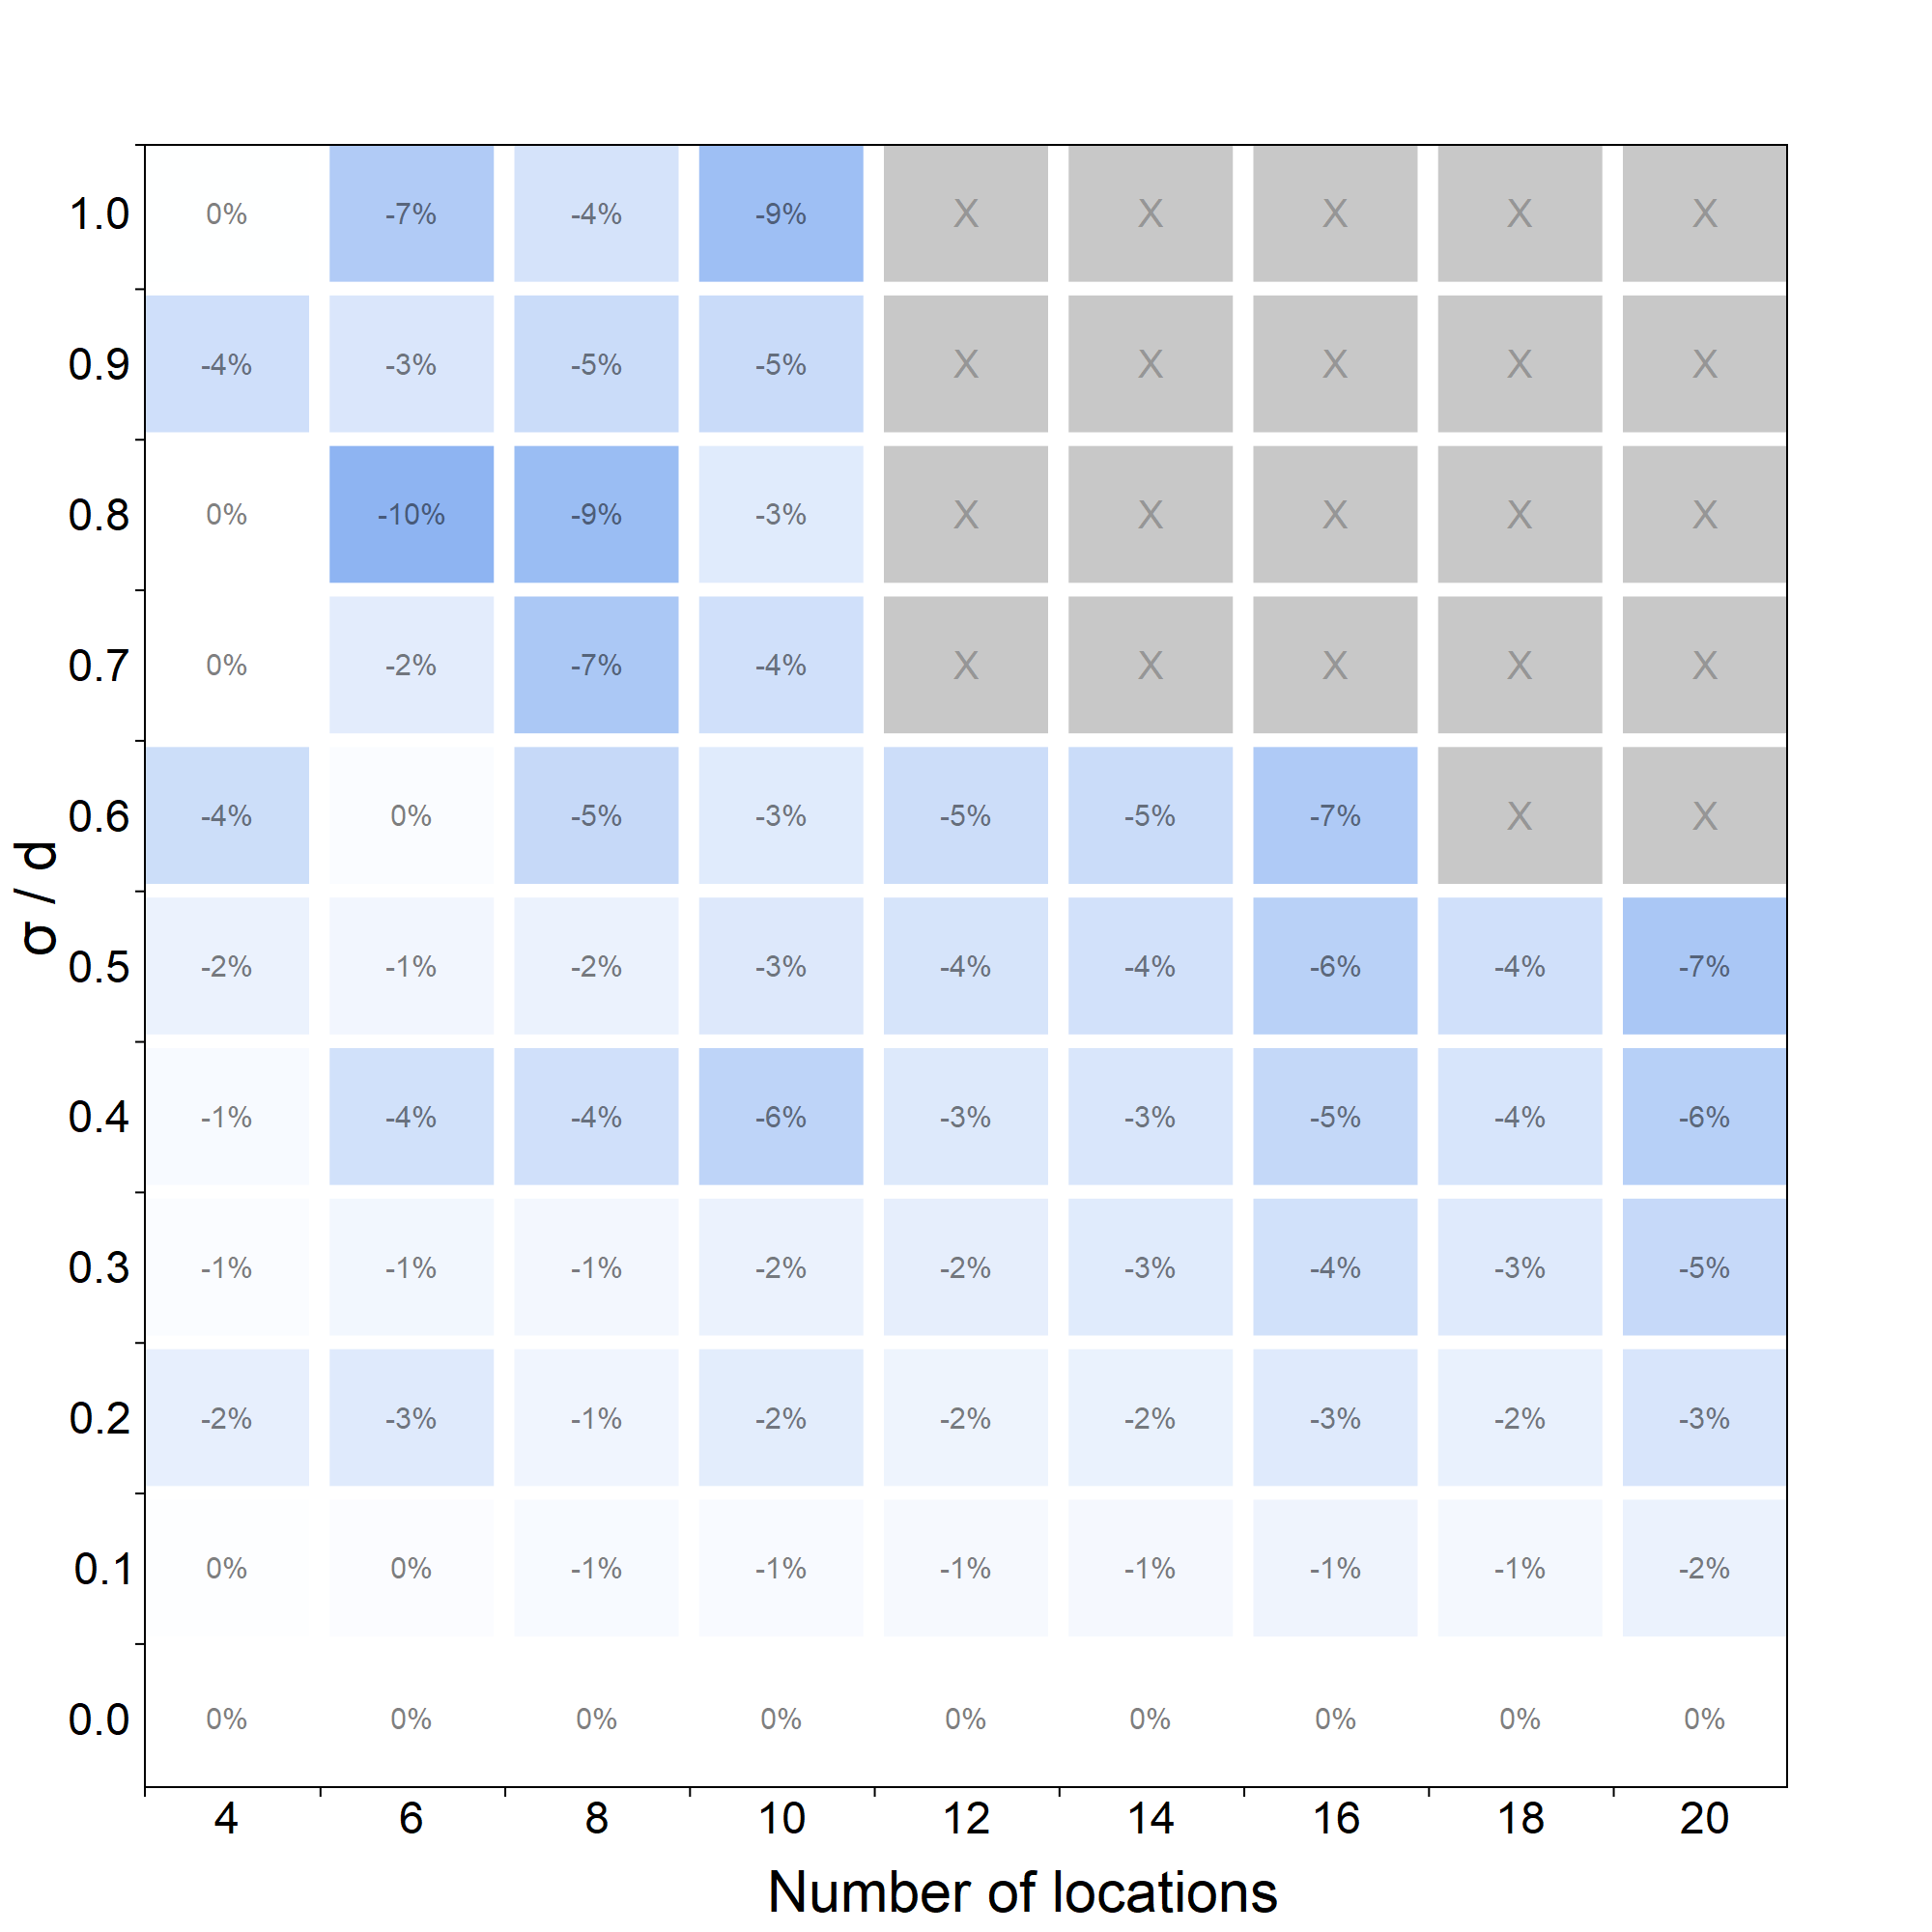 1.0 0% -7% -4% -9% X X X X X
0.9 -4% -3% -5% -5% X X X X X
0.8 0% -10% -9% -3% X X X X X
0.7 0% -2% -7% -4% X X X X X
0.6 -4% 0% -5% -3% -5% -5% -7% X X
σ / d
0.5 -2% -1% -2% -3% -4% -4% -6% -4% -7%
0.4 -1% -4% -4% -6% -3% -3% -5% -4% -6%
0.3 -1% -1% -1% -2% -2% -3% -4% -3% -5%
0.2 -2% -3% -1% -2% -2% -2% -3% -2% -3%
0.1 0% 0% -1% -1% -1% -1% -1% -1% -2%
0.0 0% 0% 0% 0% 0% 0% 0% 0% 0%
4 6 8 10 12 14 16 18 20
Number of locations